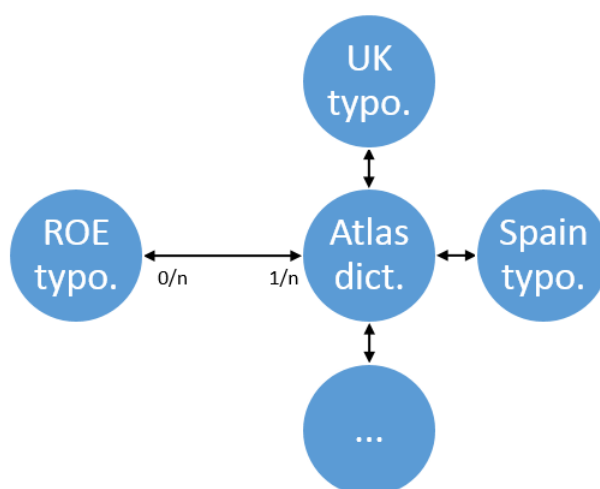 UK
typo.
ROE
typo.
0/n
1/n
Atlas
dict.
Spain
typo.
...